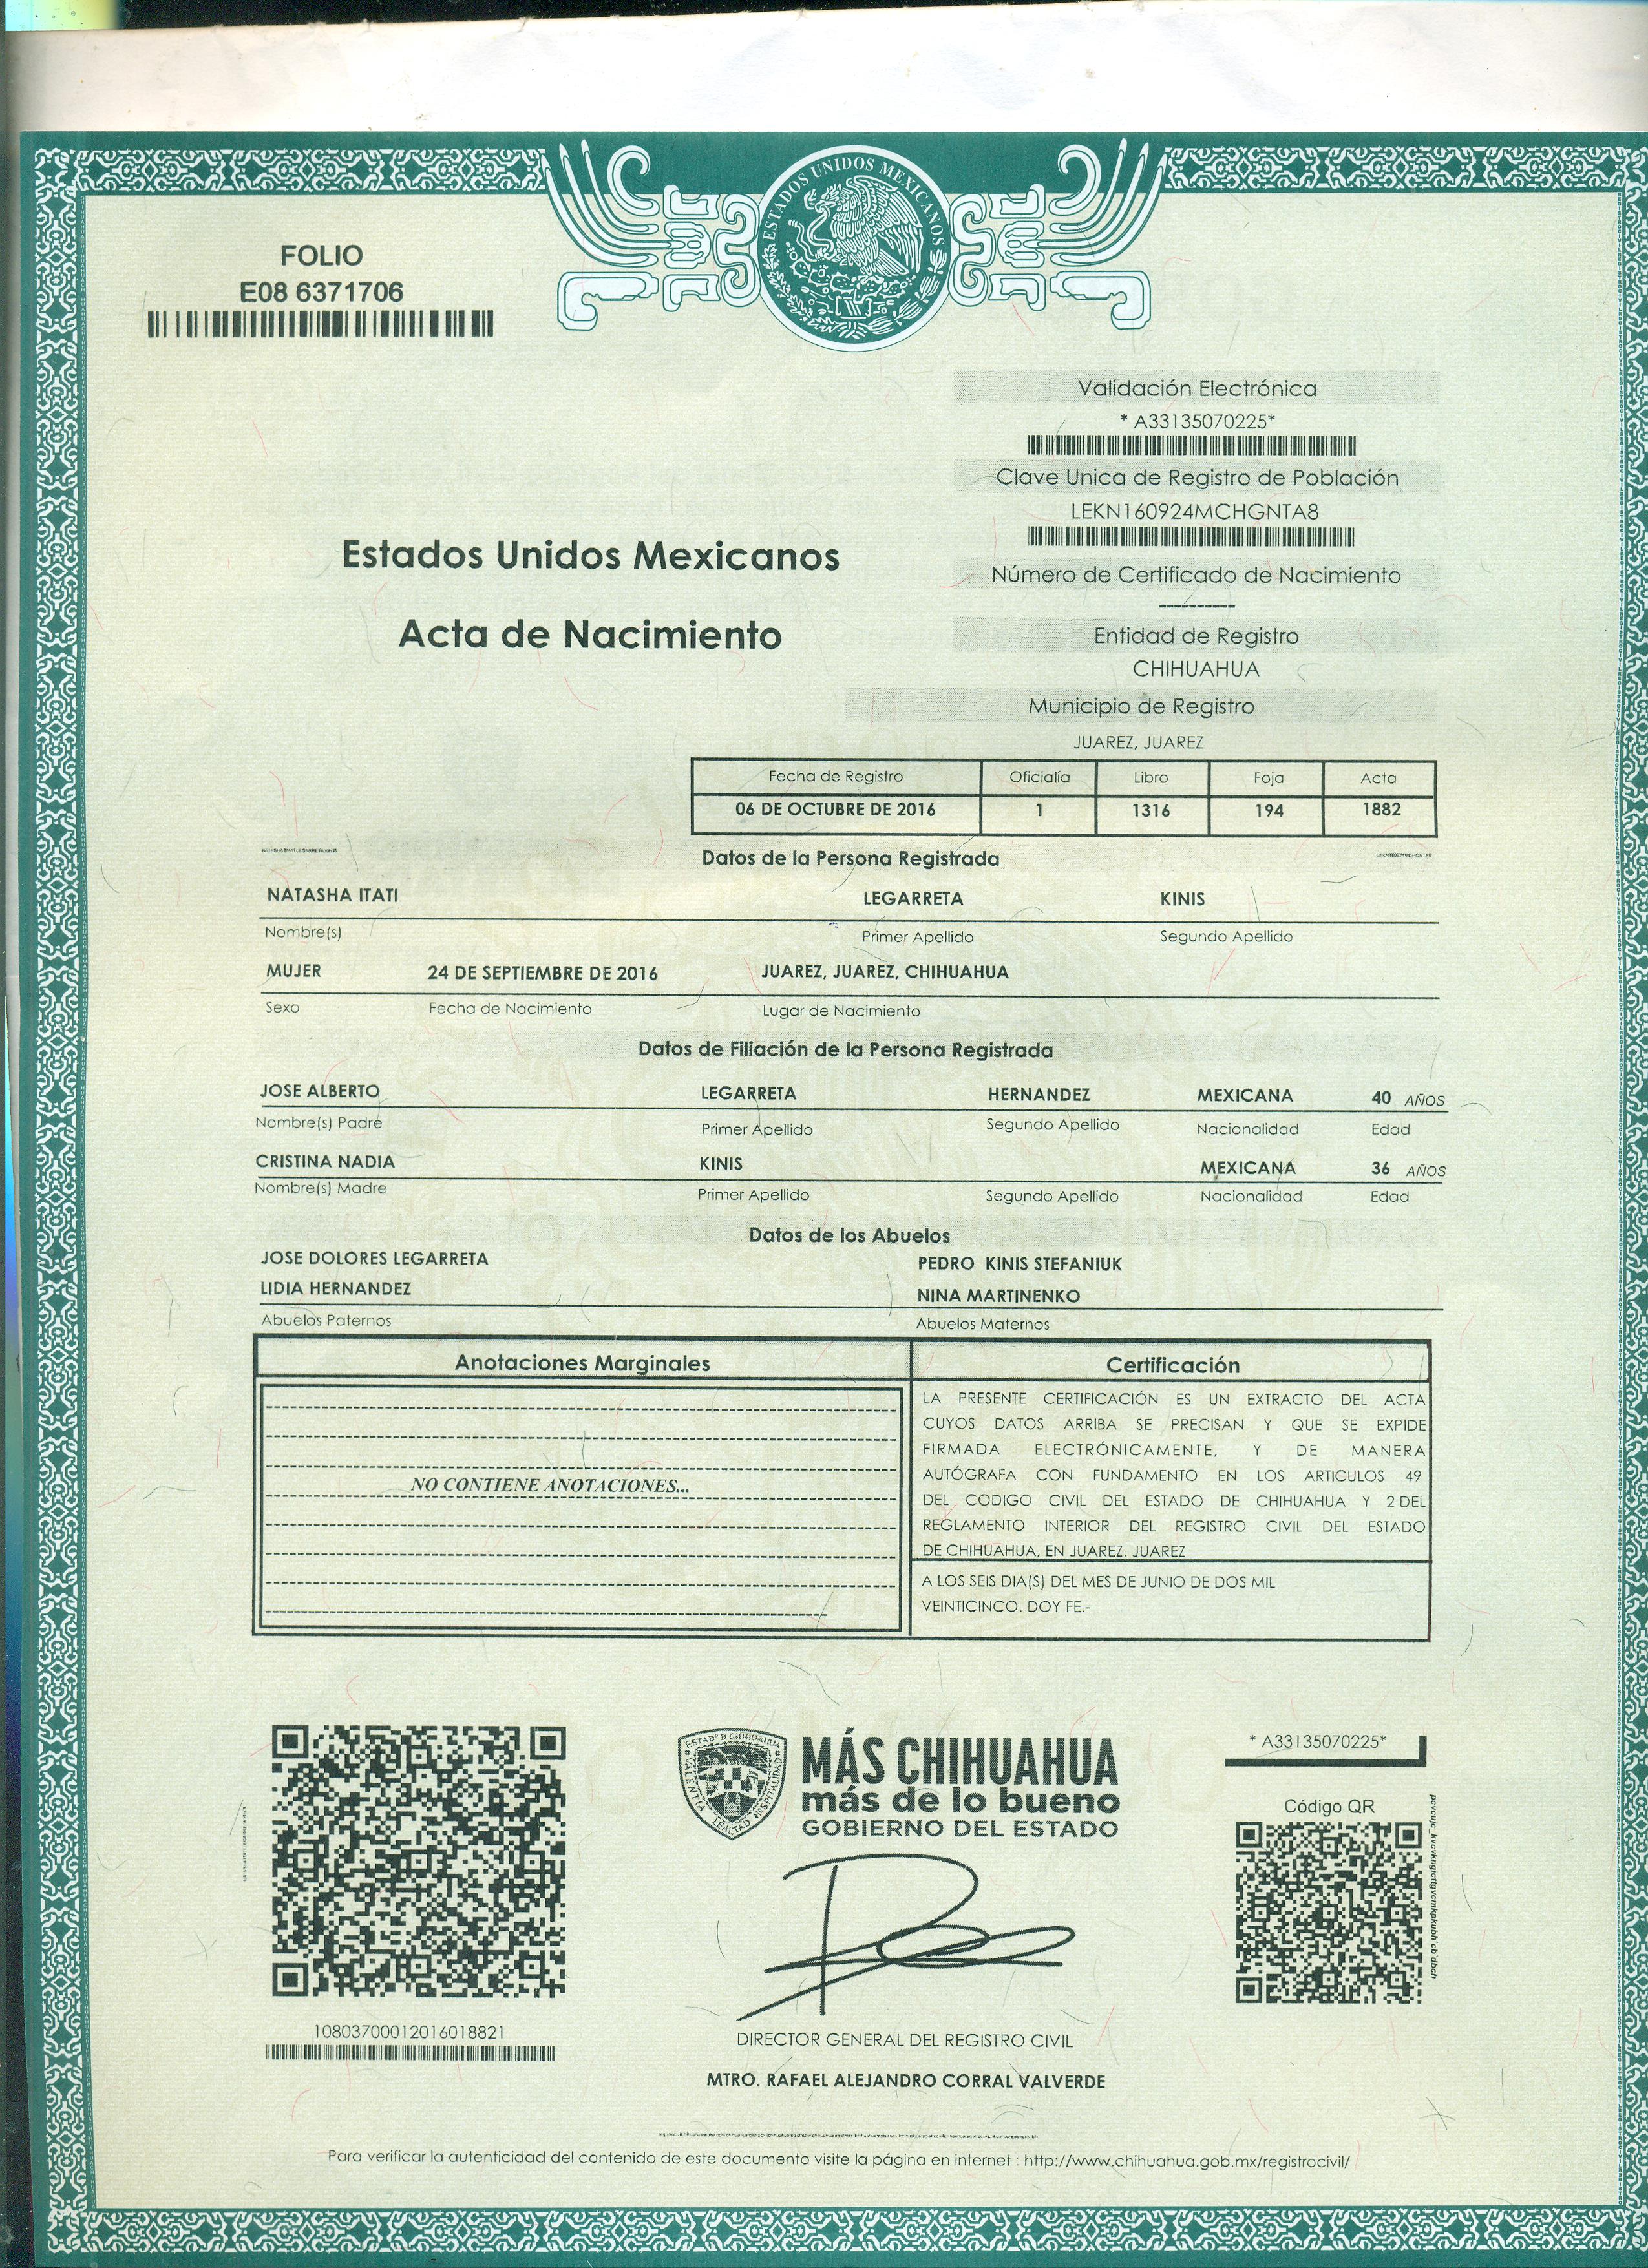 ESTADOS UNIDOS MEXICANOS
FOLIO
E08 6371706
Validación Electrónica
* A33135070225*
Clave Unica de Registro de Población
LEKN160924MCHGNTA8
Número de Certificado de Nacimiento
----------
Estados Unidos Mexicanos
Acta de Nacimiento
Entidad de Registro
CHIHUAHUA
Municipio de Registro
JUAREZ, JUAREZ
Fecha de Registro Oficialía Libro Foja Acta
06 DE OCTUBRE DE 2016 1 1316 194 1882
Datos de la Persona Registrada
NATASHA ITATI LEGARRETA KINIS
Nombre(s) Primer Apellido Segundo Apellido
MUJER 24 DE SEPTIEMBRE DE 2016 JUAREZ, JUAREZ, CHIHUAHUA
Sexo Fecha de Nacimiento Lugar de Nacimiento
Datos de Filiación de la Persona Registrada
JOSE ALBERTO LEGARRETA HERNANDEZ MEXICANA 40 AÑOS
Nombre(s) Padre Primer Apellido Segundo Apellido Nacionalidad Edad
CRISTINA NADIA KINIS MEXICANA 36 AÑOS
Nombre(s) Madre Primer Apellido Segundo Apellido Nacionalidad Edad
Datos de los Abuelos
JOSE DOLORES LEGARRETA PEDRO KINIS STEFANIUK
LIDIA HERNANDEZ NINA MARTINENKO
Abuelos Paternos Abuelos Maternos
Anotaciones Marginales
NO CONTIENE ANOTACIONES...
Certificación
LA PRESENTE CERTIFICACIÓN ES UN EXTRACTO DEL ACTA
CUYOS DATOS ARRIBA SE PRECISAN Y QUE SE EXPIDE
FIRMADA ELECTRÓNICAMENTE, Y DE MANERA
AUTÓGRAFA CON FUNDAMENTO EN LOS ARTICULOS 49
DEL CODIGO CIVIL DEL ESTADO DE CHIHUAHUA Y 2 DEL
REGLAMENTO INTERIOR DEL REGISTRO CIVIL DEL ESTADO
DE CHIHUAHUA, EN JUAREZ, JUAREZ
A LOS SEIS DIA(S) DEL MES DE JUNIO DE DOS MIL
VEINTICINCO. DOY FE.-
ESTADO D CHIHUAHUA
VALENTIA LEALTAD HOSPITALIDAD
MÁS CHIHUAHUA
más de lo bueno
GOBIERNO DEL ESTADO
* A33135070225*
Código QR
10803700012016018821
DIRECTOR GENERAL DEL REGISTRO CIVIL
MTRO. RAFAEL ALEJANDRO CORRAL VALVERDE
Para verificar la autenticidad del contenido de este documento visite la página en internet : http://www.chihuahua.gob.mx/registrocivil/